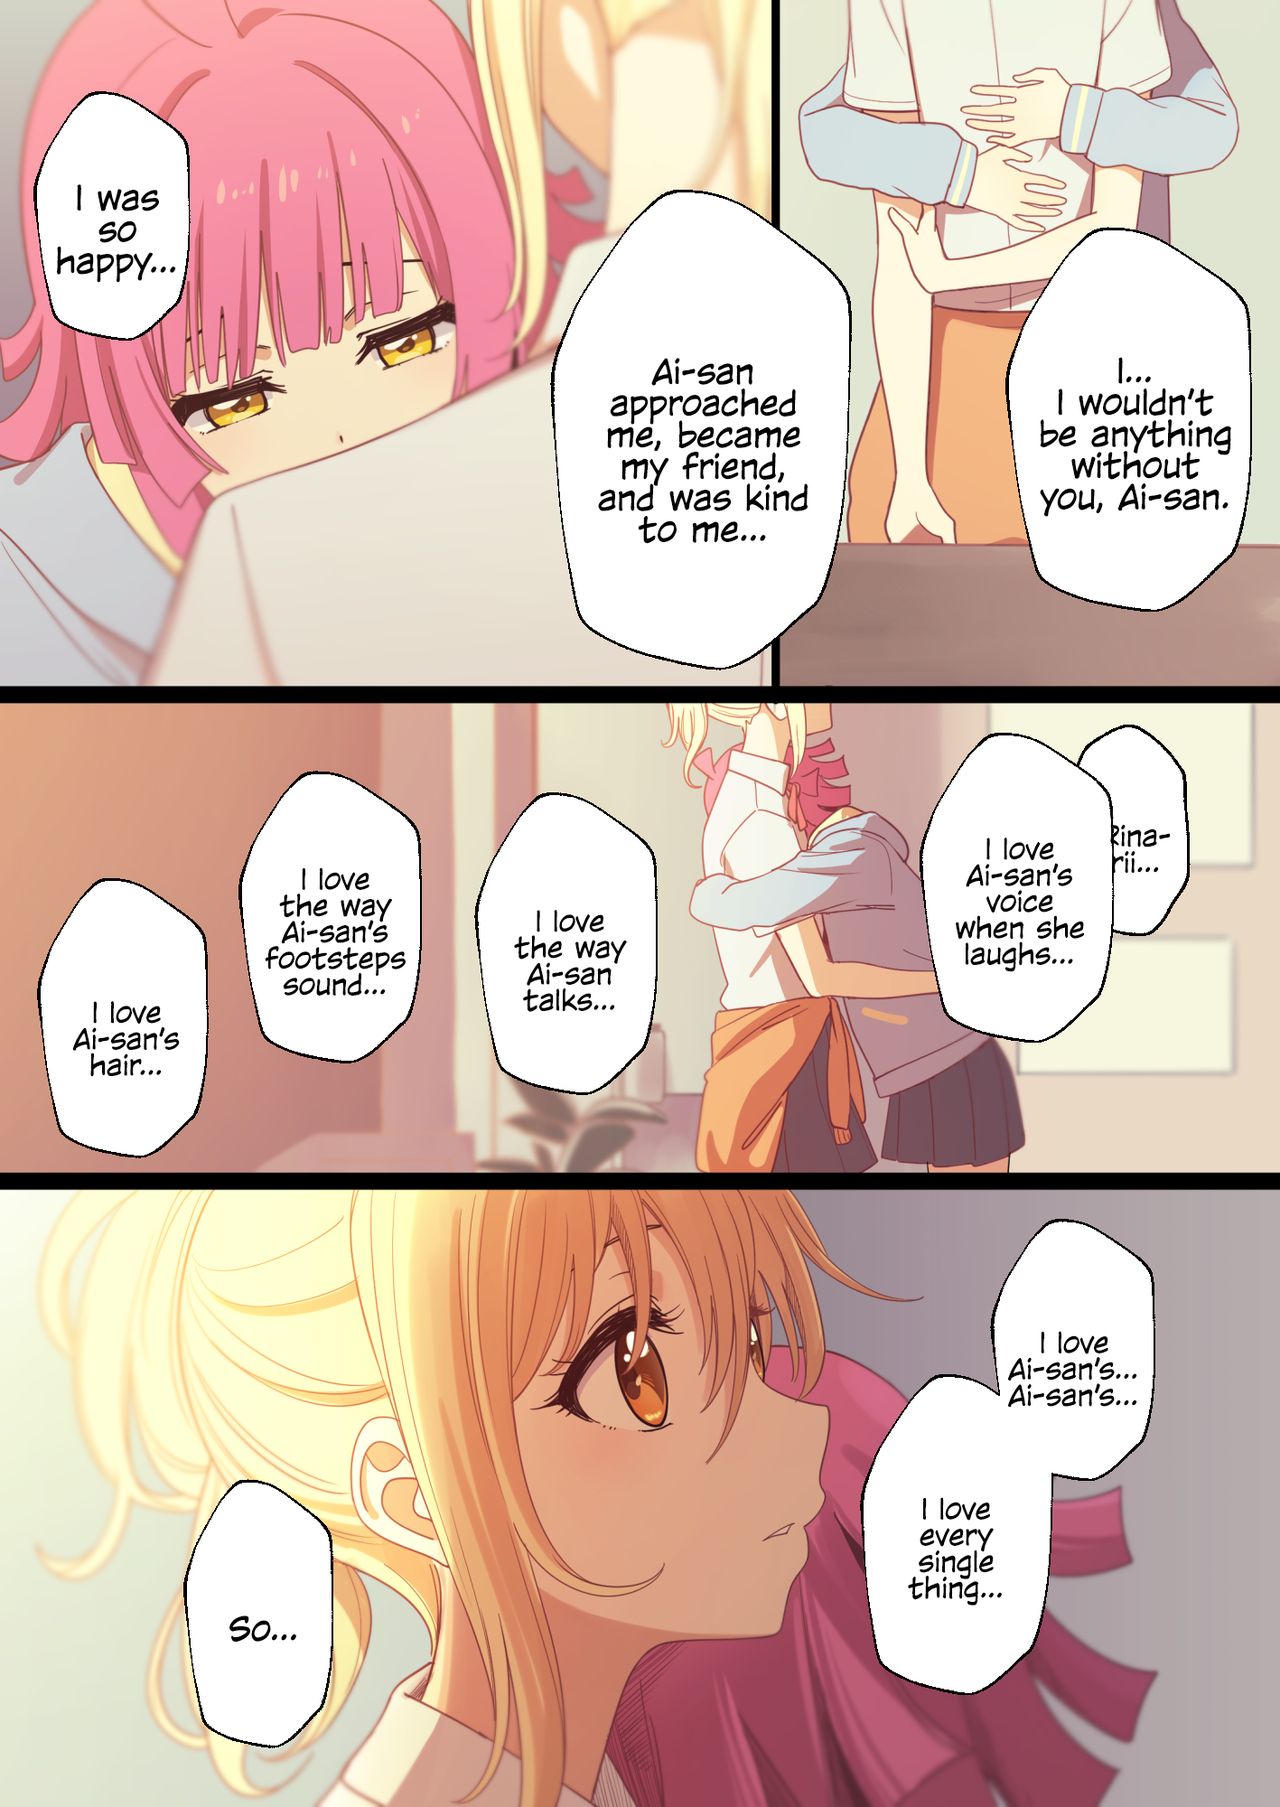 I...
I wouldn't
be anything
without
you, Ai-san.
Ai-san
approached
me, became
my friend,
and was kind
to me...
I was
so
happy...
Rina-
rii...
I love
Ai-san's
voice
when she
laughs...
I love
the way
Ai-san
talks...
I love
the way
Ai-san's
footsteps
sound...
I love
Ai-san's
hair...
I love
Ai-san's...
Ai-san's...
I love
every
single
thing...
So...